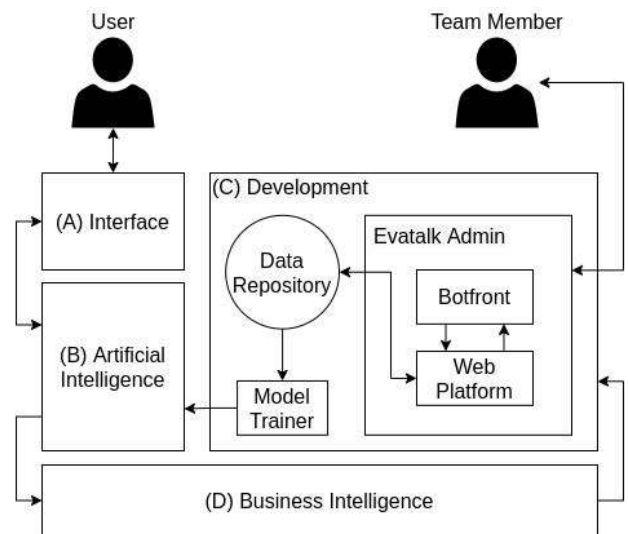 User
Team Member
(A) Interface
(B) Artificial
Intelligence
(C) Development
Data
Repository
Model
Trainer
Evatalk Admin
Botfront
Web
Platform
(D) Business Intelligence